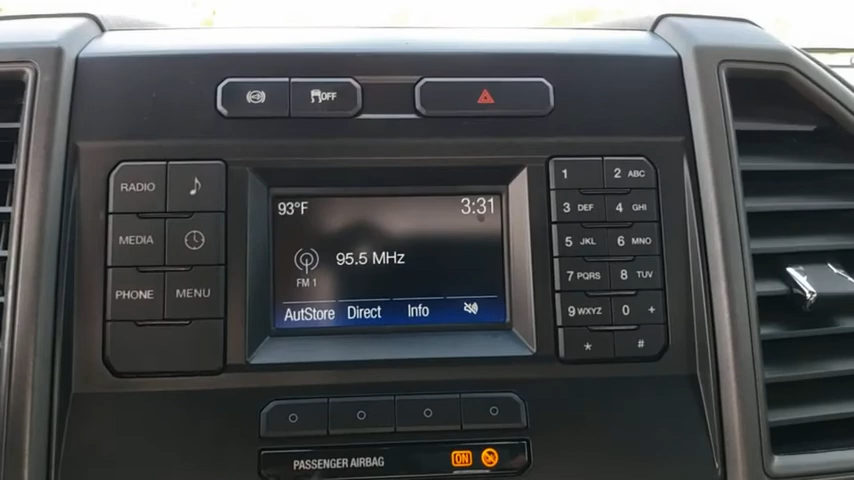 OFF
RADIO
MEDIA
PHONE MENU
93°F 3:31
95.5 MHz
FM 1
AutStore Direct Info
1 2 ABC
3 DEF 4 GHI
5 JKL 6 MNO
7 PQRS 8 TUV
9 WXYZ 0 +
* #
PASSENGER AIRBAG ON